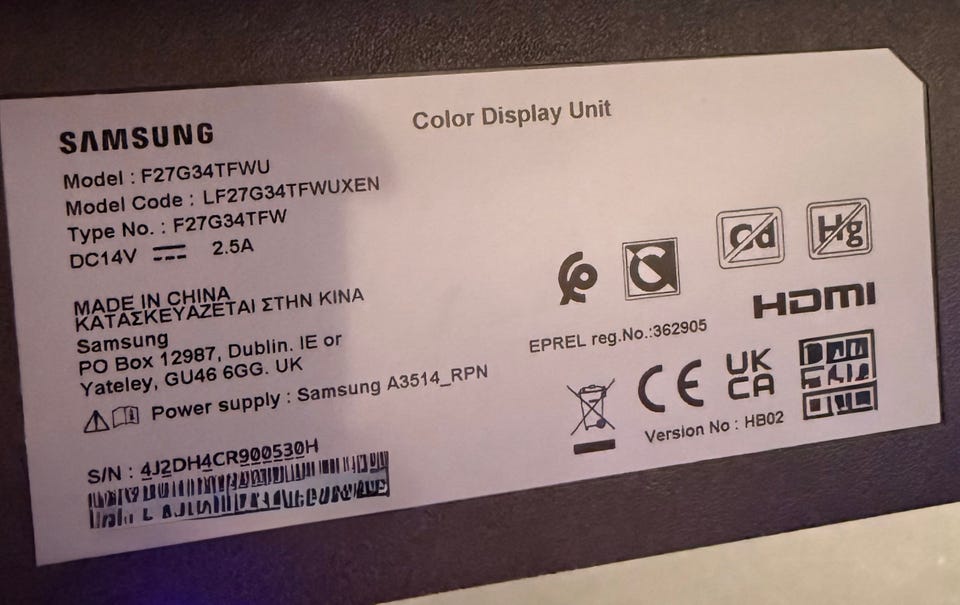 SAMSUNG
Color Display Unit
Model : F27G34TFWU
Model Code : LF27G34TFWUXEN
Type No. : F27G34TFW
DC14V 2.5A
MADE IN CHINA
ΚΑΤΑΣΚΕΥΑΖΕΤΑΙ ΣΤΗΝ ΚΙΝΑ
Samsung
PO Box 12987, Dublin. IE or
Yateley, GU46 6GG. UK
Power supply : Samsung A3514_RPN
S/N : 4J2DH4CR900530H
Cd
Hg
HDMI
EPREL reg.No.:362905
CE
UK
CA
Version No : HB02